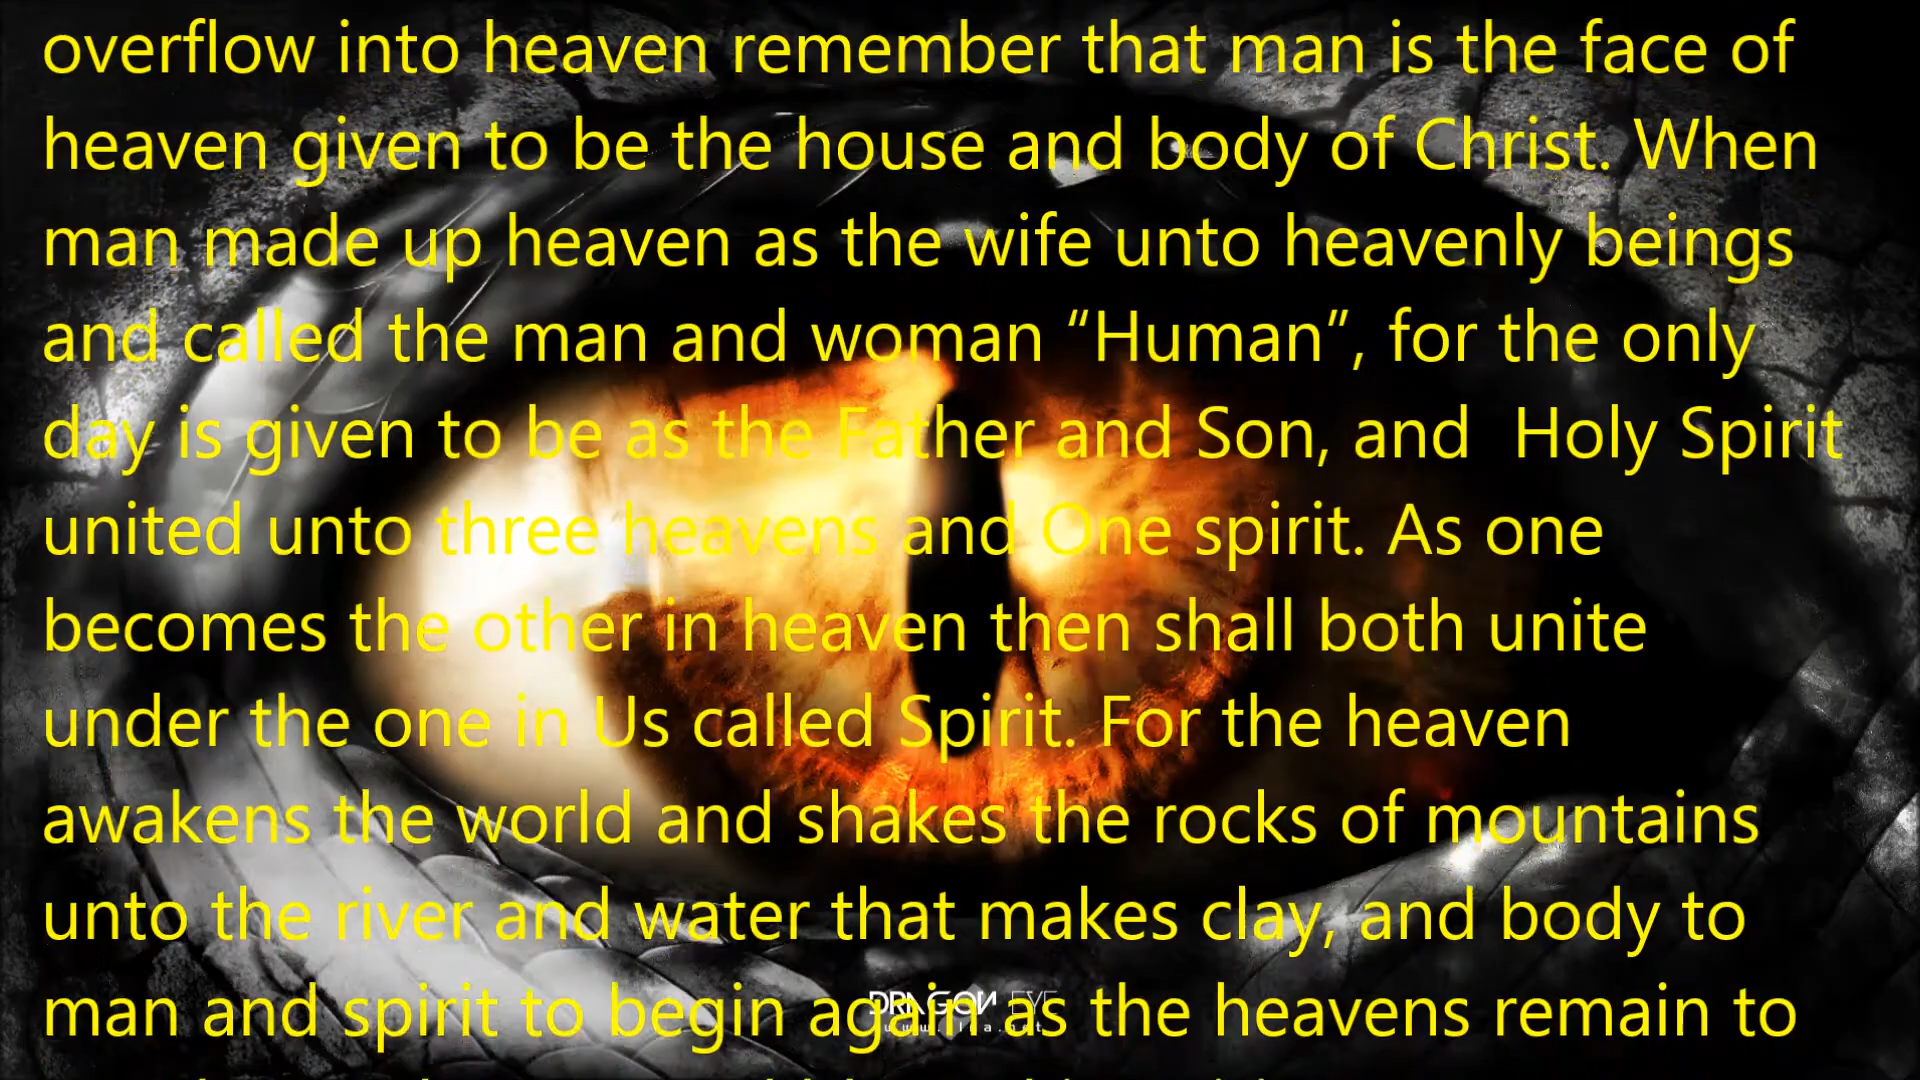 overflow into heaven remember that man is the face of
heaven given to be the house and body of Christ. When
man made up heaven as the wife unto heavenly beings
and called the man and woman “Human”, for the only
day is given to be as the Father and Son, and  Holy Spirit
united unto three heavens and One spirit. As one
becomes the other in heaven then shall both unite
under the one in Us called Spirit. For the heaven
awakens the world and shakes the rocks of mountains
unto the river and water that makes clay, and body to
DRAGON EYE
man and spirit to begin again as the heavens remain to